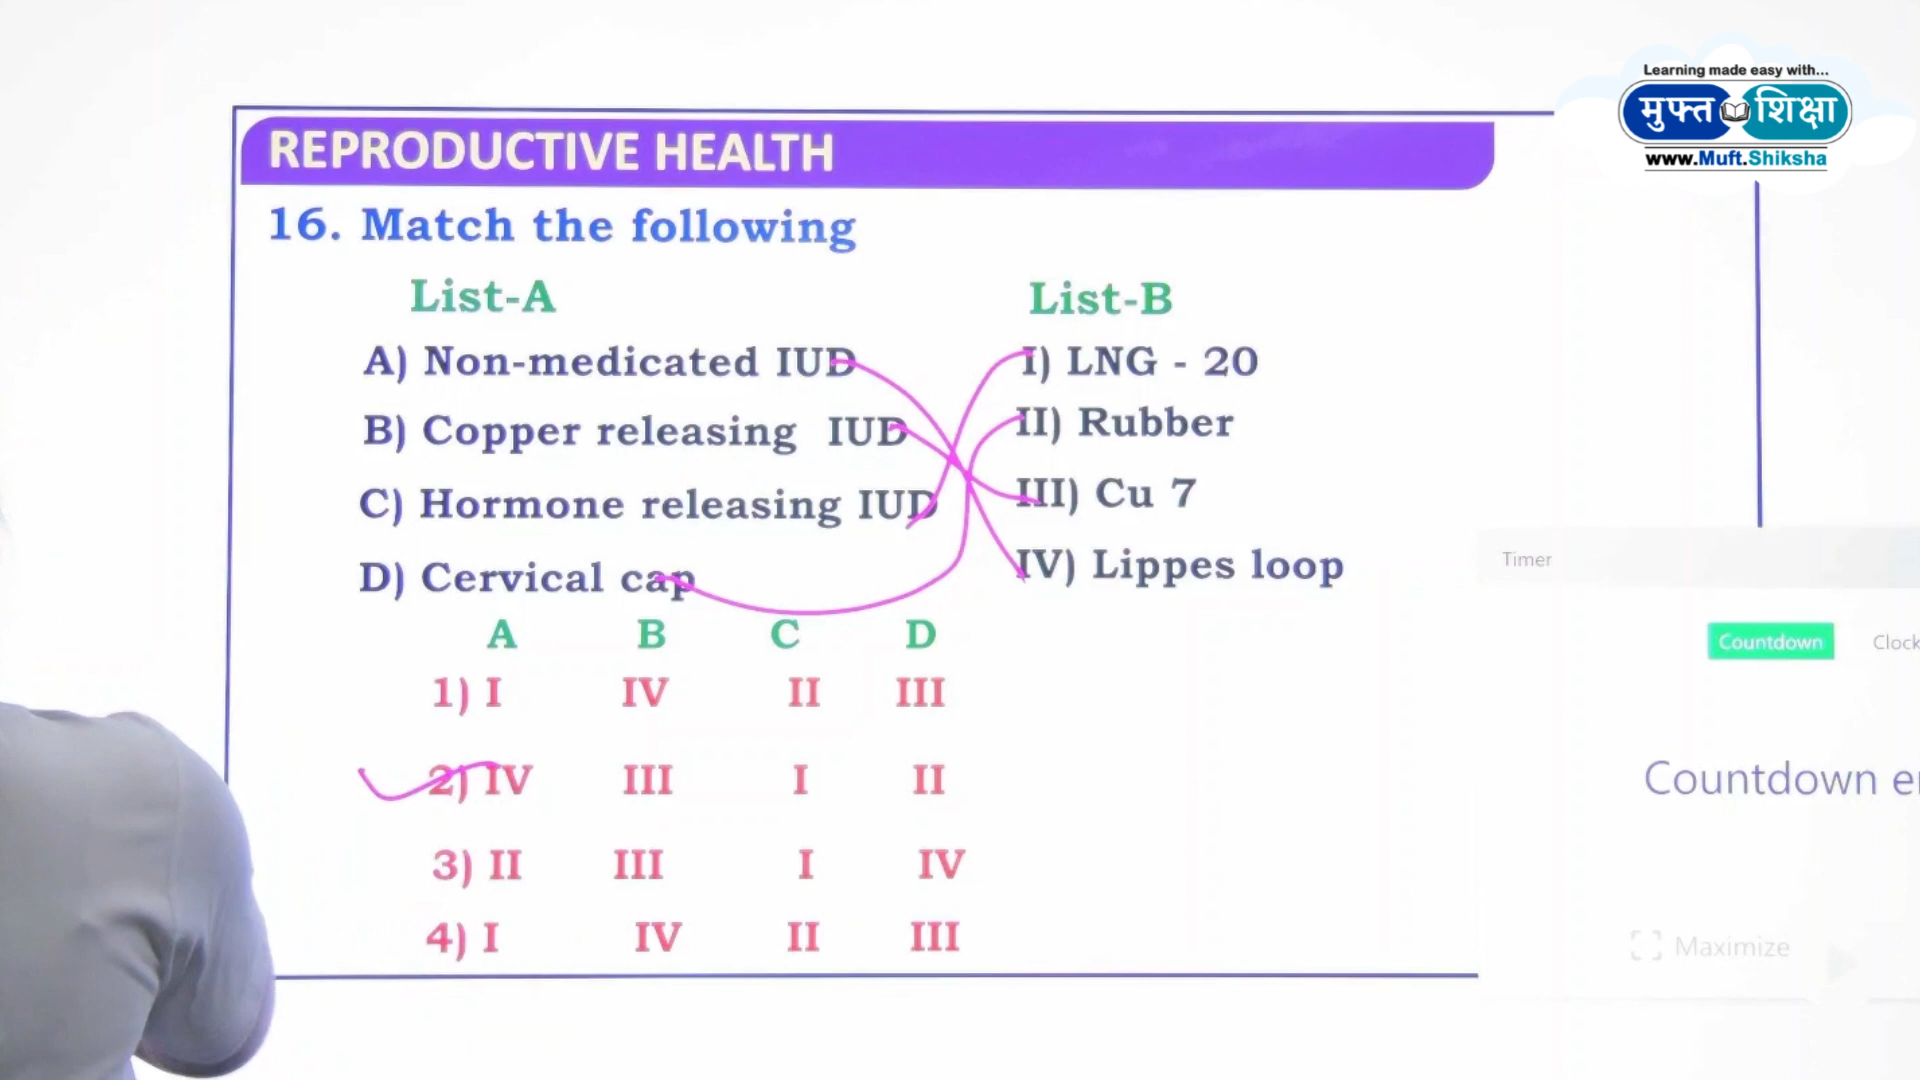 Learning made easy with...
मुफ्त शिक्षा
www.Muft.Shiksha
REPRODUCTIVE HEALTH
16. Match the following
List-A List-B
A) Non-medicated IUD I) LNG - 20
B) Copper releasing IUD II) Rubber
C) Hormone releasing IUD III) Cu 7
D) Cervical cap IV) Lippes loop
A B C D
1) I IV II III
2) IV III I II
3) II III I IV
4) I IV II III
Timer
Countdown Clock
Countdown
Maximize